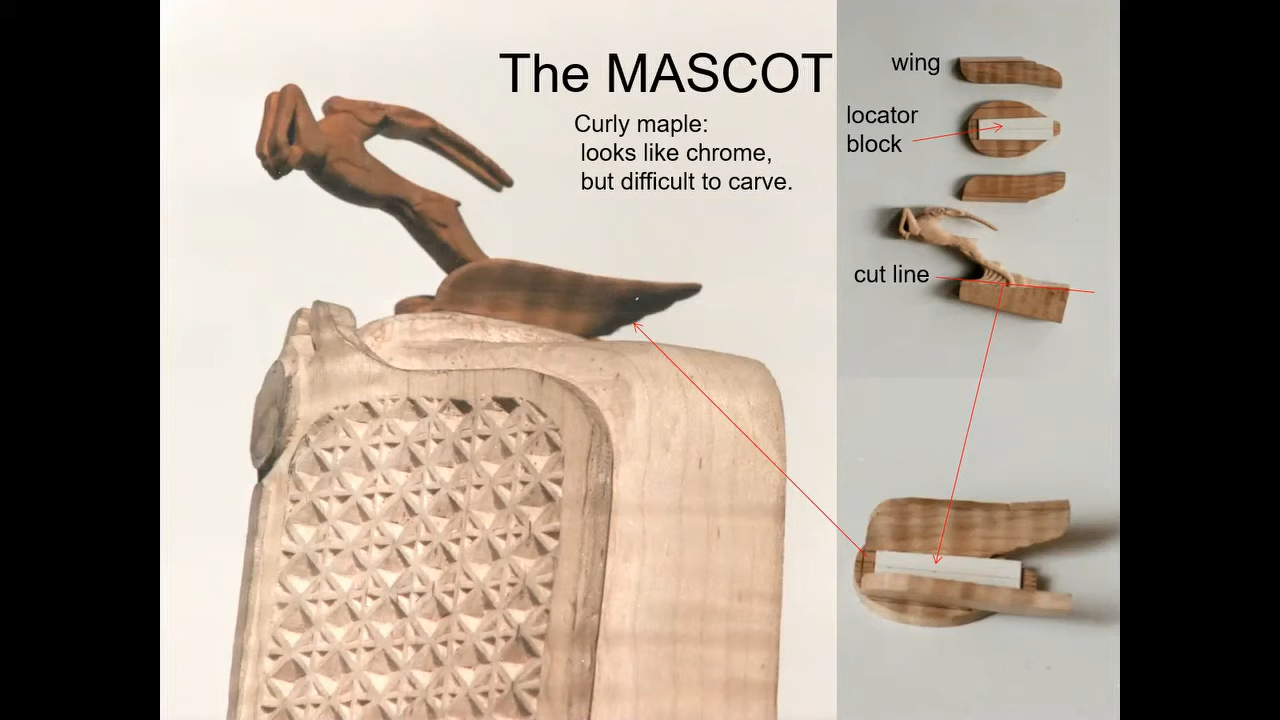 The MASCOT
Curly maple:
looks like chrome,
but difficult to carve.
wing
locator
block
cut line